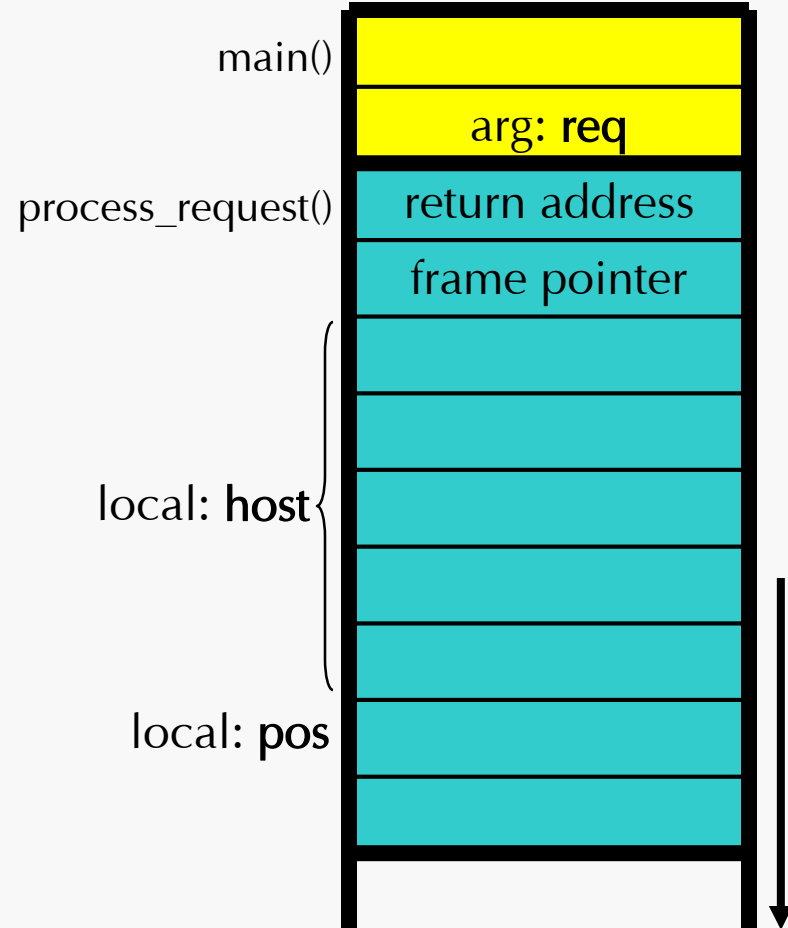 main()
arg: req
process_request()
return address
frame pointer
local: host
local: pos